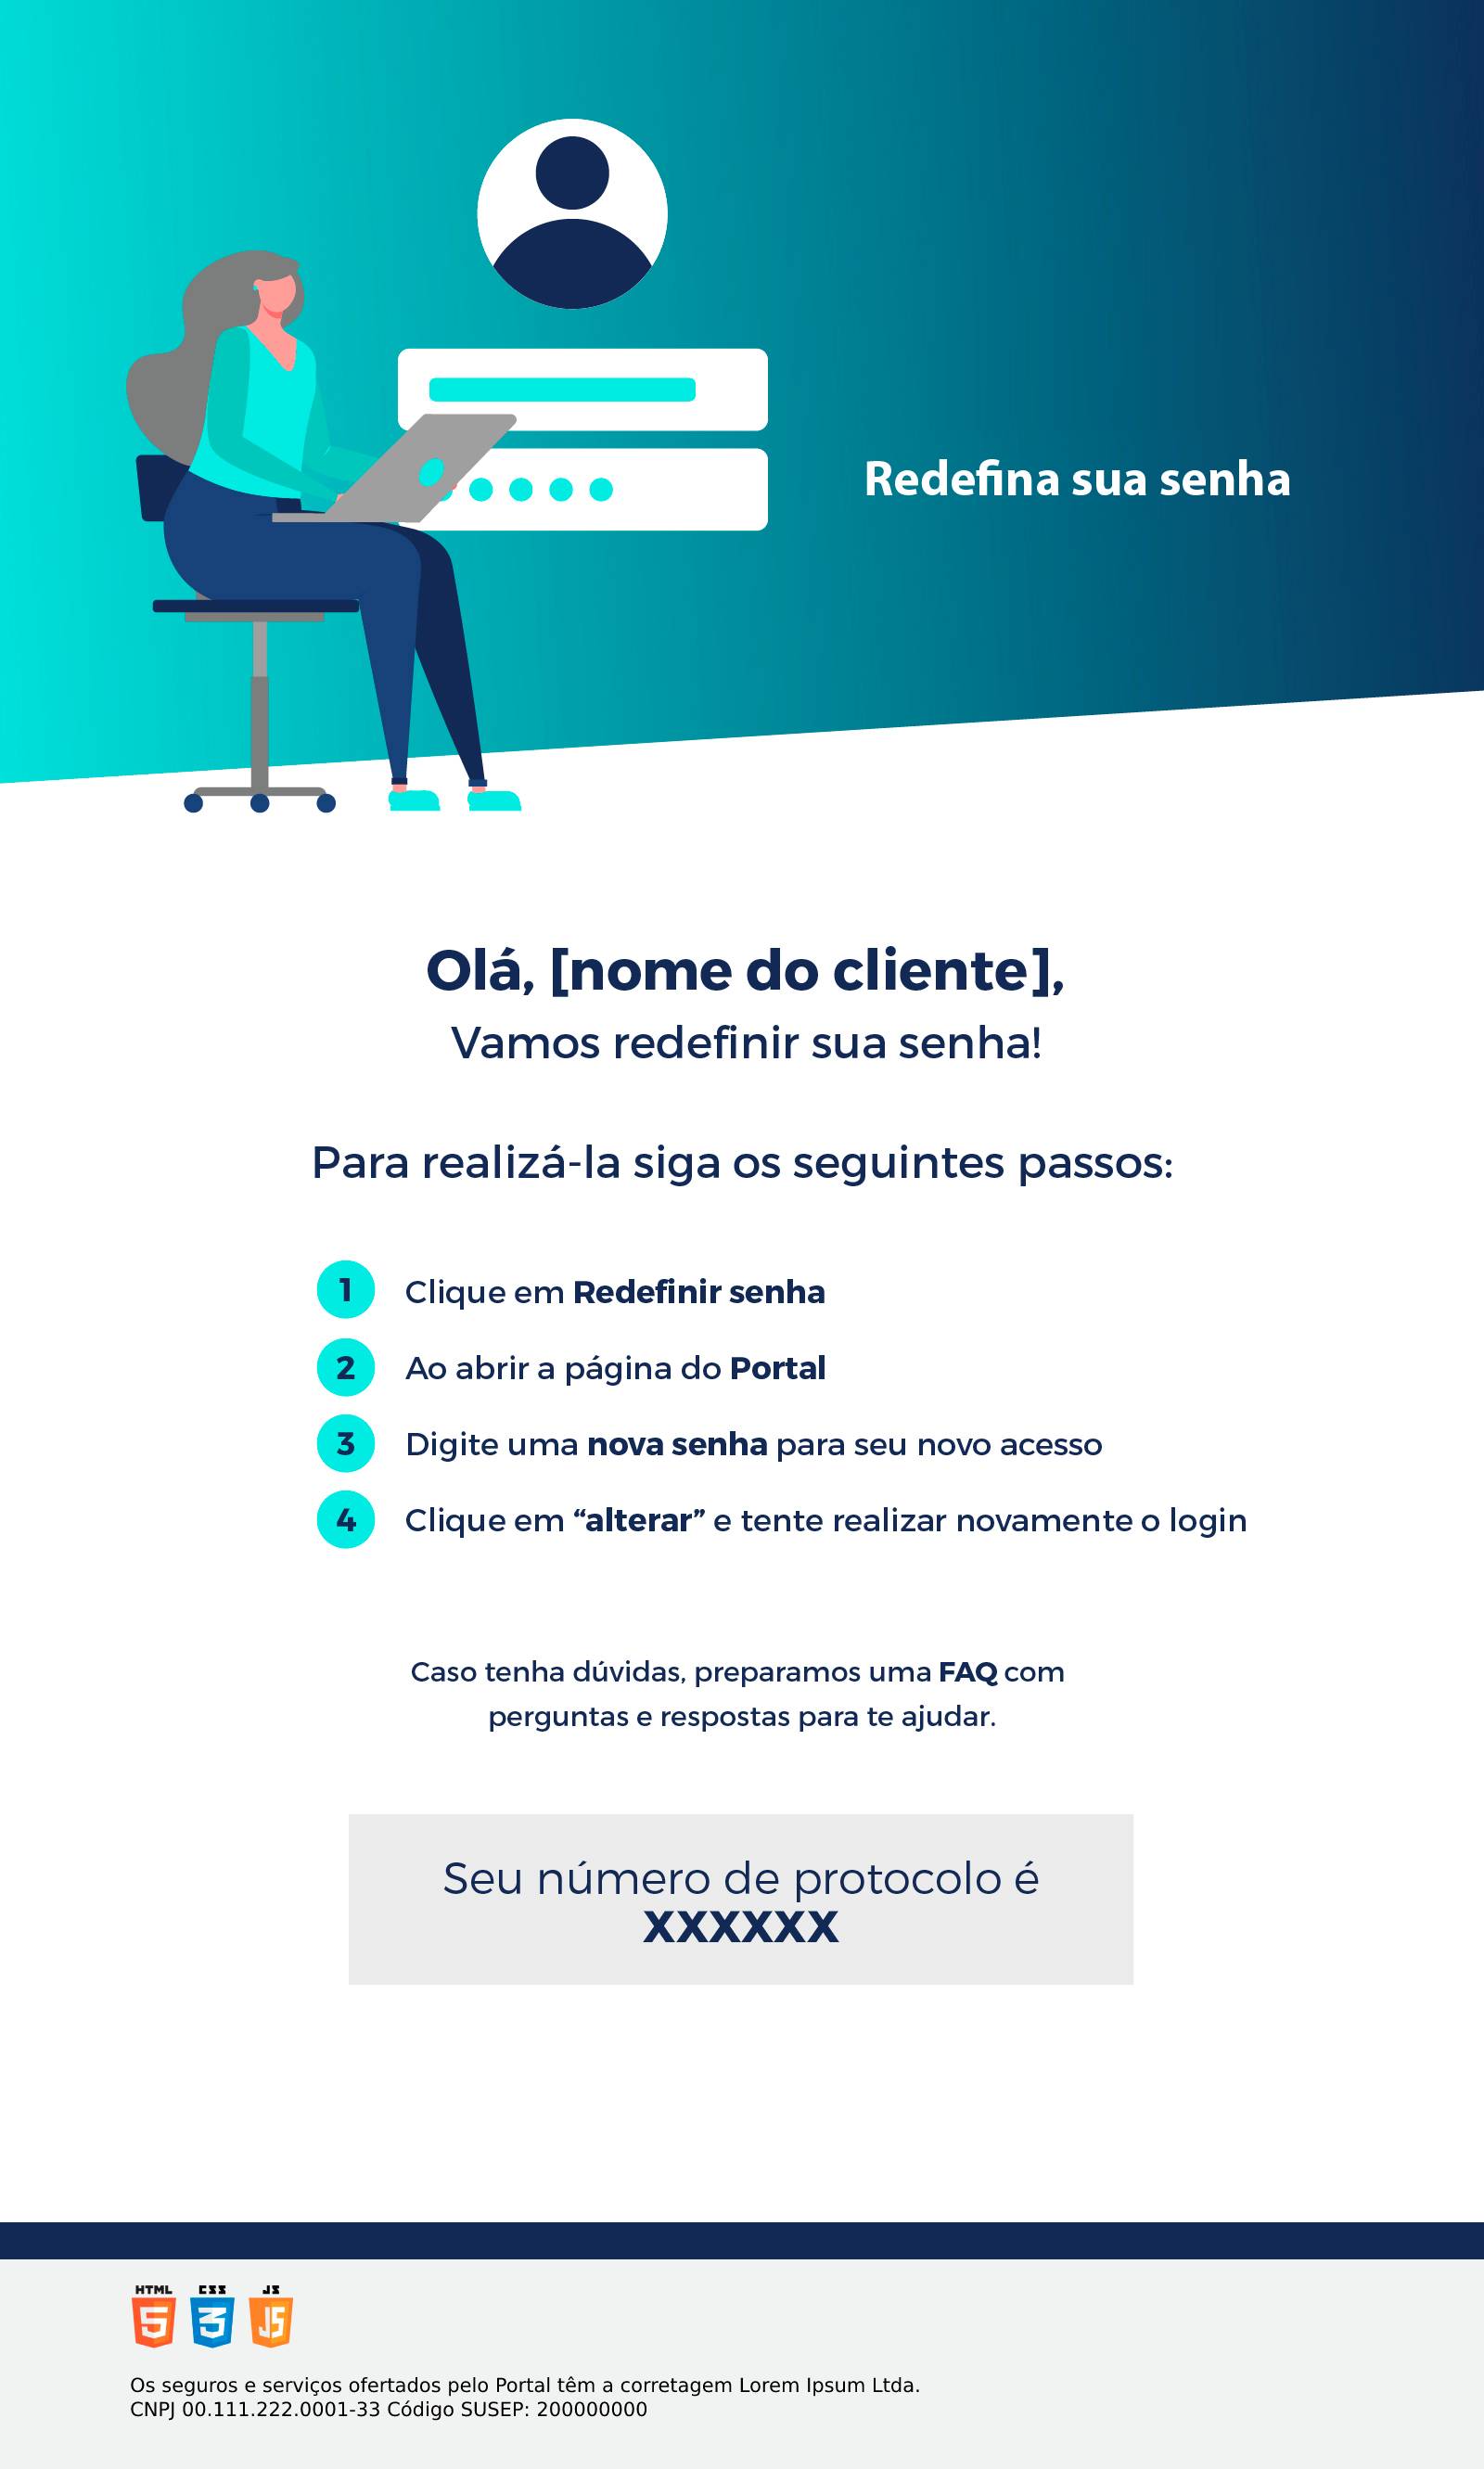 Redefina sua senha
Olá, [nome do cliente],
Vamos redefinir sua senha!
Para realizá-la siga os seguintes passos:
1 Clique em Redefinir senha
2 Ao abrir a página do Portal
3 Digite uma nova senha para seu novo acesso
4 Clique em “alterar” e tente realizar novamente o login
Caso tenha dúvidas, preparamos uma FAQ com
perguntas e respostas para te ajudar.
Seu número de protocolo é
XXXXXX
HTML CSS JS
5 3 JS
Os seguros e serviços ofertados pelo Portal têm a corretagem Lorem Ipsum Ltda.
CNPJ 00.111.222.0001-33 Código SUSEP: 200000000